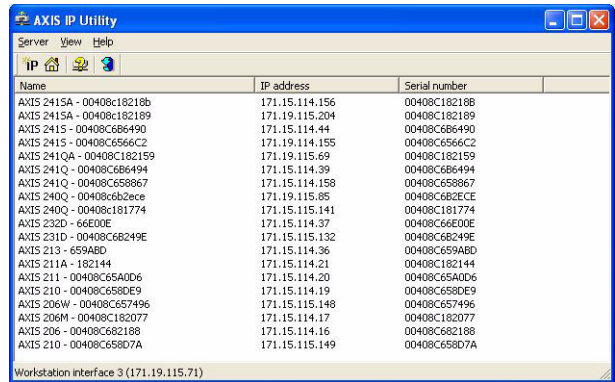 AXIS IP Utility
Server View Help
iP
Name IP address Serial number
AXIS 241SA - 00408c18218b 171.15.114.156 00408C18218B
AXIS 241SA - 00408c182189 171.19.115.204 00408C182189
AXIS 241S - 00408C6B6490 171.15.114.44 00408C6B6490
AXIS 241S - 00408C6566C2 171.19.114.155 00408C6566C2
AXIS 241QA - 00408C182159 171.19.115.69 00408C182159
AXIS 241Q - 00408C6B6494 171.15.114.39 00408C6B6494
AXIS 241Q - 00408C658867 171.15.114.158 00408C658867
AXIS 240Q - 00408c6b2ece 171.19.115.85 00408C6B2ECE
AXIS 240Q - 00408c181774 171.15.115.141 00408C181774
AXIS 232D - 66E00E 171.15.114.37 00408C66E00E
AXIS 231D - 00408C6B249E 171.15.115.132 00408C6B249E
AXIS 213 - 659ABD 171.15.114.36 00408C659ABD
AXIS 211A - 182144 171.15.114.21 00408C182144
AXIS 211 - 00408C65A0D6 171.15.114.20 00408C65A0D6
AXIS 210 - 00408C658DE9 171.15.114.19 00408C658DE9
AXIS 206W - 00408C657496 171.15.115.148 00408C657496
AXIS 206M - 00408C182077 171.15.114.17 00408C182077
AXIS 206 - 00408C682188 171.15.114.16 00408C682188
AXIS 210 - 00408C658D7A 171.15.115.149 00408C658D7A
Workstation interface 3 (171.19.115.71)